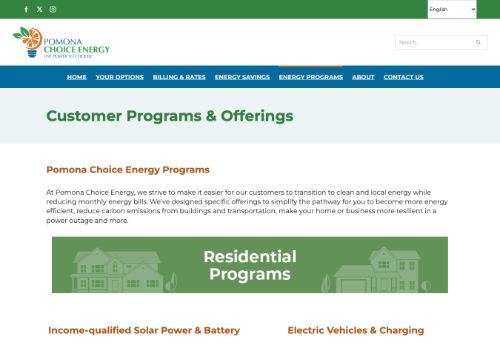 English
POMONA
CHOICE ENERGY
THE POWER TO CHOOSE
Search...
HOME YOUR OPTIONS BILLING & RATES ENERGY SAVINGS ENERGY PROGRAMS ABOUT CONTACT US
Customer Programs & Offerings
Pomona Choice Energy Programs
At Pomona Choice Energy, we strive to make it easier for our customers to transition to clean and local energy while
reducing monthly energy bills. We've designed specific offerings to simplify the pathway for you to become more energy
efficient, reduce carbon emissions from buildings and transportation, make your home or business more resilient in a
power outage and more.
Residential
Programs
Income-qualified Solar Power & Battery
Electric Vehicles & Charging